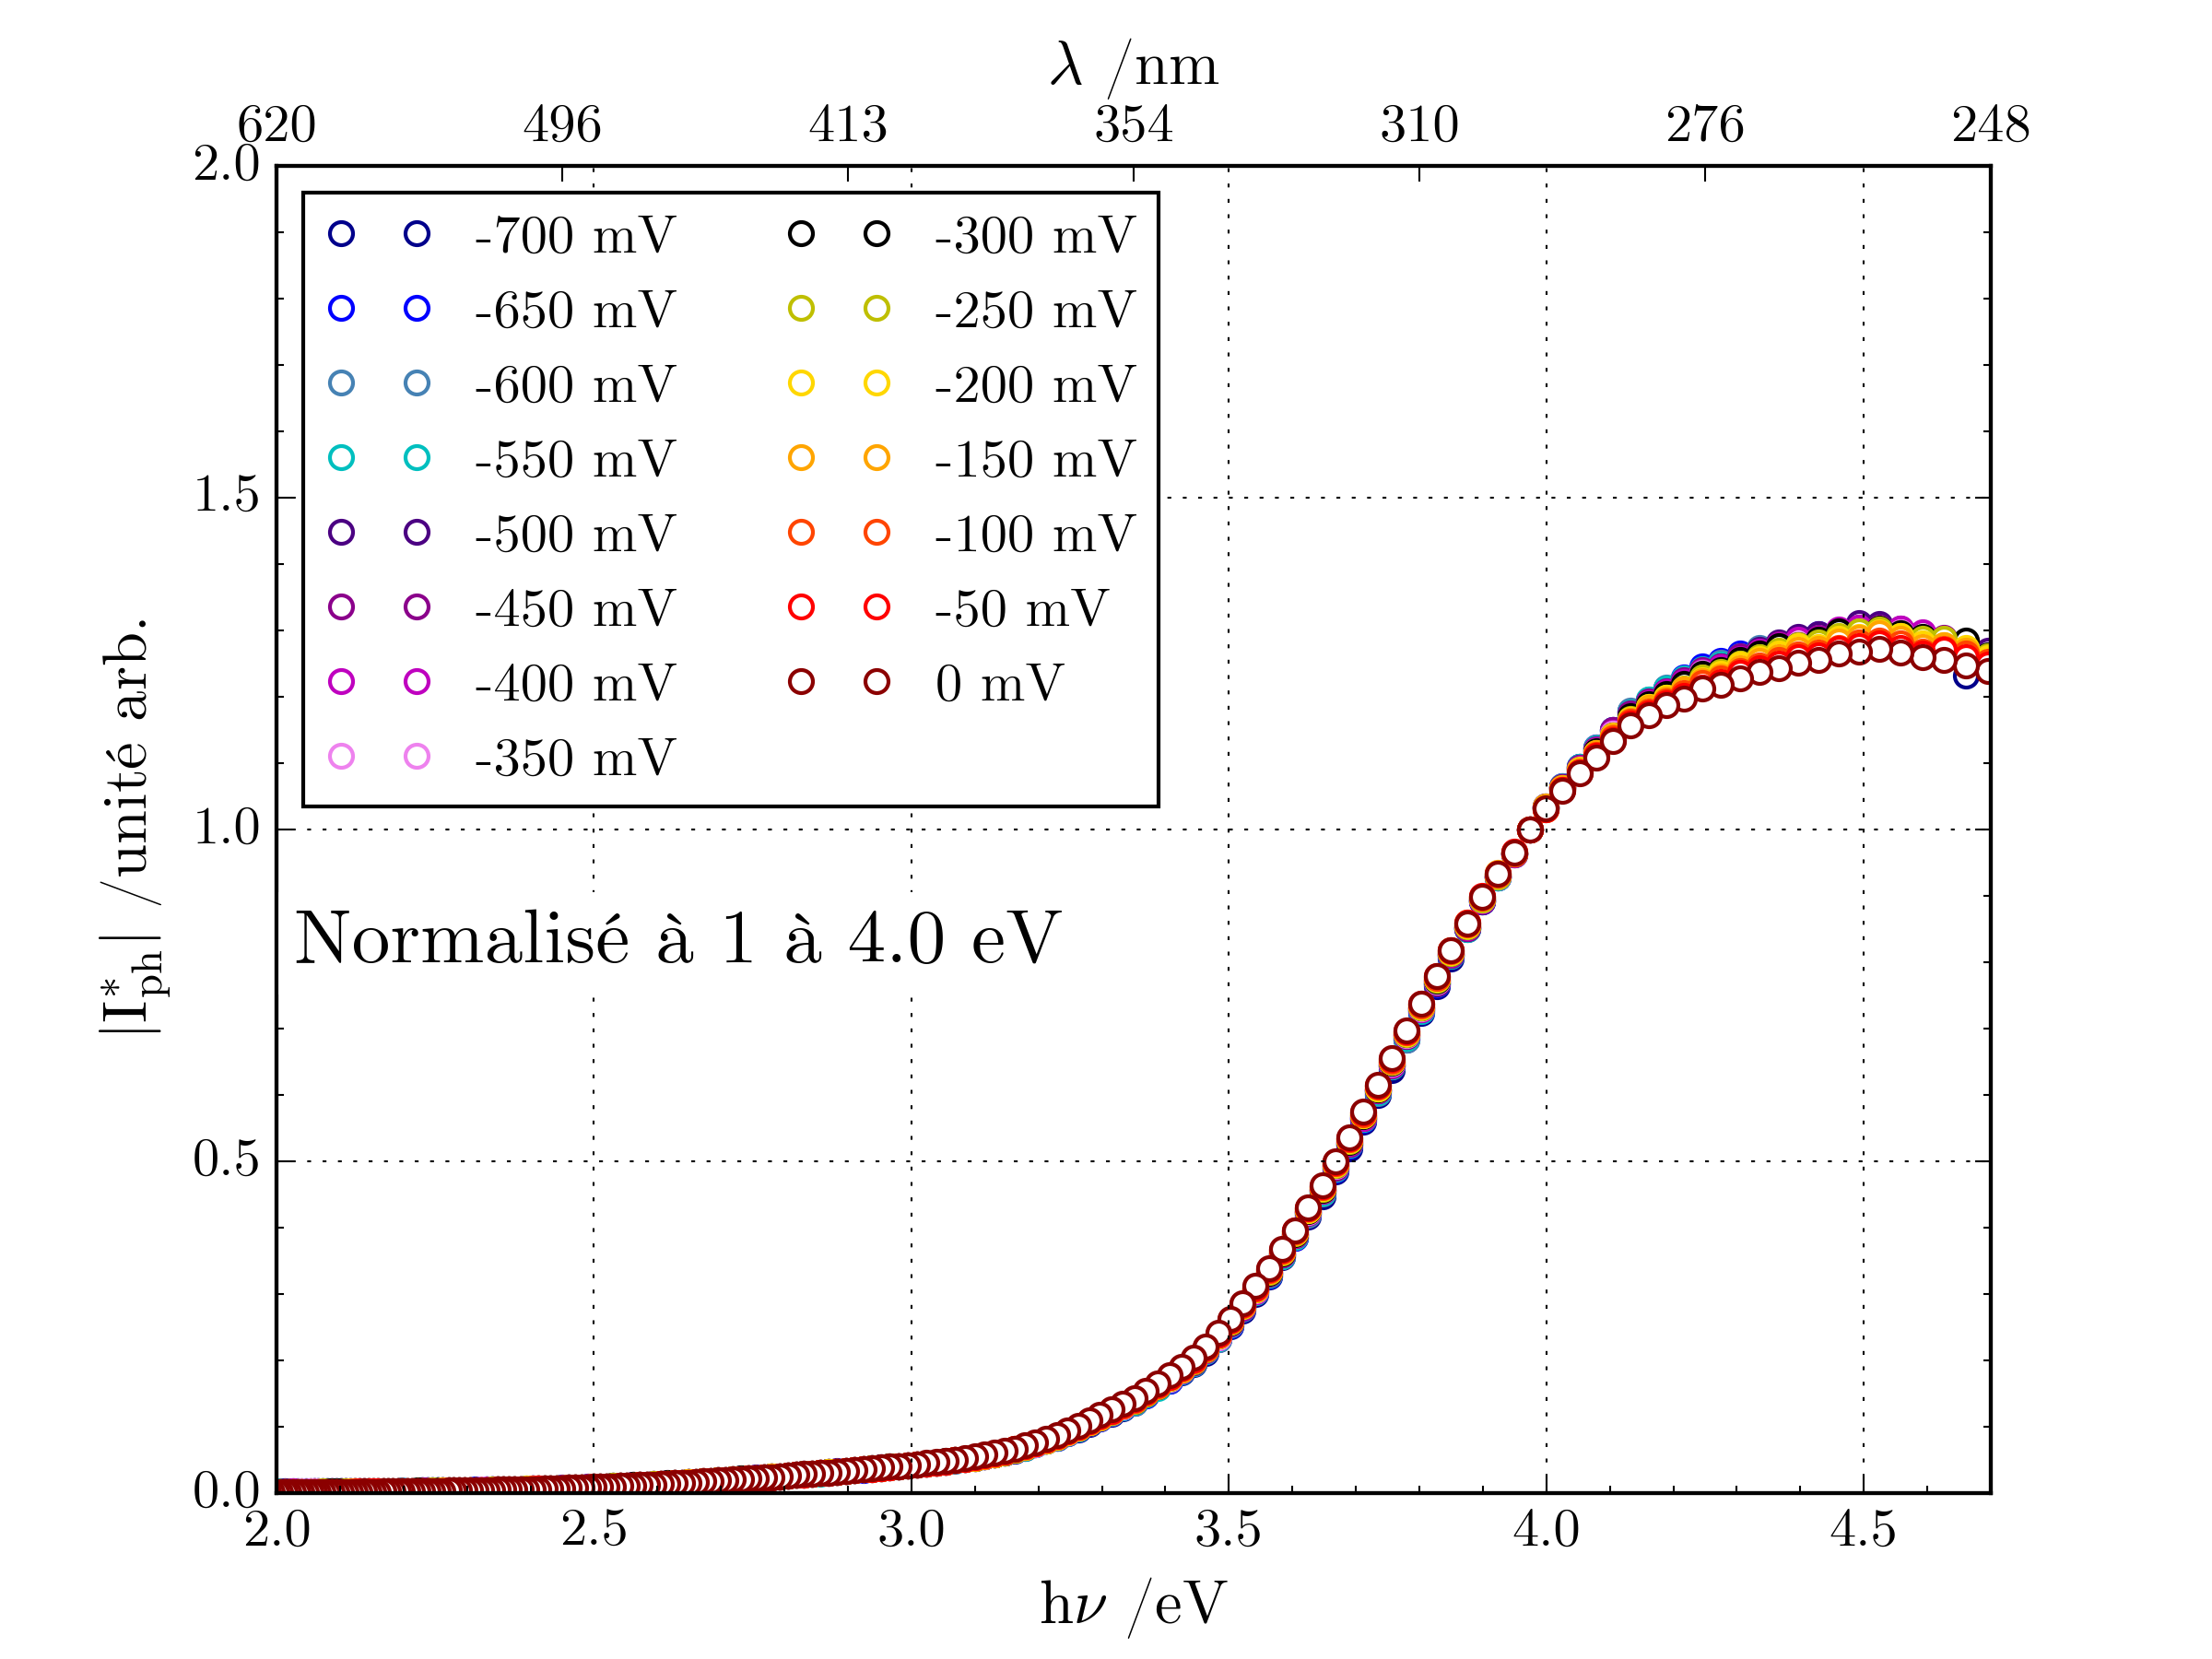 λ /nm
620 496 413 354 310 276 248
2.0
-700 mV -300 mV
-650 mV -250 mV
-600 mV -200 mV
-550 mV -150 mV
1.5
-500 mV -100 mV
-450 mV -50 mV
-400 mV 0 mV
-350 mV
1.0
Normalisé à 1 à 4.0 eV
|I*ph| /unité arb.
0.5
0.0
2.0 2.5 3.0 3.5 4.0 4.5
hν /eV